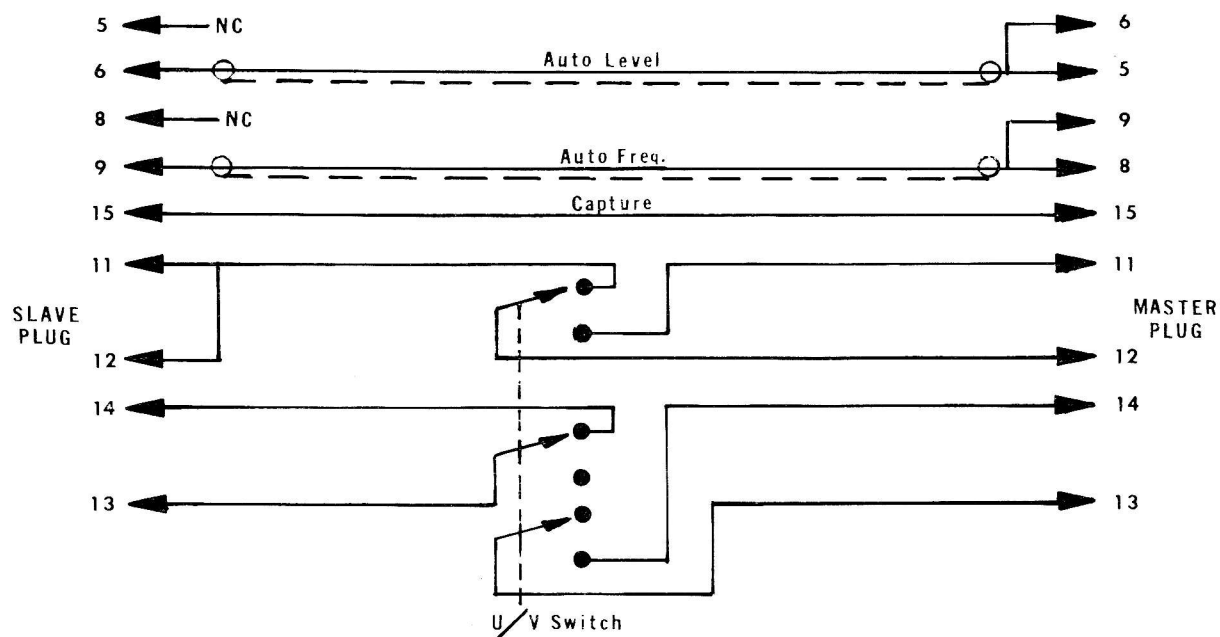 5 NC 6
6 Auto Level 5
8 NC 9
9 Auto Freq. 8
15 Capture 15
11 11
SLAVE PLUG
MASTER PLUG
12 12
14 14
13 13
U/V Switch